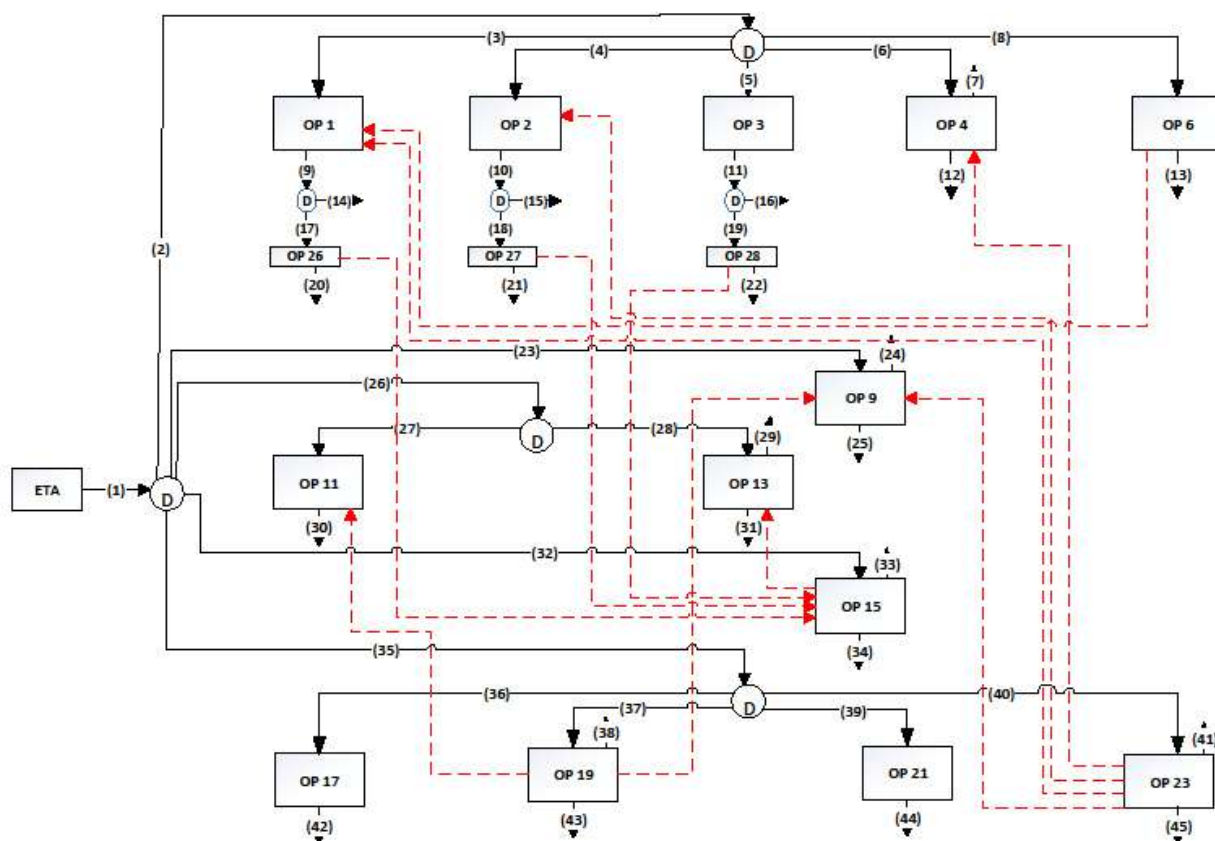 (3) (4) D (6) (8)
(5) (7)
OP 1 OP 2 OP 3 OP 4 OP 6
(9) (10) (11) (12) (13)
D (14) D (15) D (16)
(17) (18) (19)
(2)
OP 26 OP 27 OP 28
(20) (21) (22)
(23) (24)
(26) OP 9
(27) D (28) (29) (25)
OP 11 OP 13
ETA (1) D
(30) (31)
(32) (33)
OP 15
(35) (34)
(36) (37) D (39) (40)
(38) (41)
OP 17 OP 19 OP 21 OP 23
(42) (43) (44) (45)